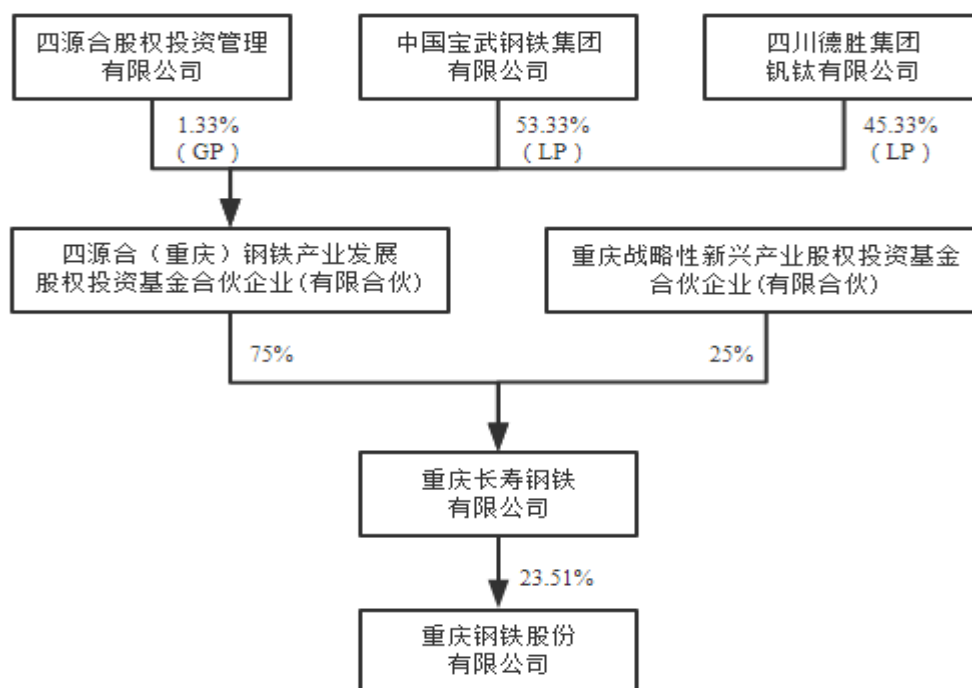 四源合股权投资管理
有限公司
中国宝武钢铁集团
有限公司
四川德胜集团
钒钛有限公司
1.33%
（GP）
53.33%
（LP）
45.33%
（LP）
四源合（重庆）钢铁产业发展
股权投资基金合伙企业(有限合伙)
重庆战略性新兴产业股权投资基金
合伙企业(有限合伙)
75%
25%
重庆长寿钢铁
有限公司
23.51%
重庆钢铁股份
有限公司